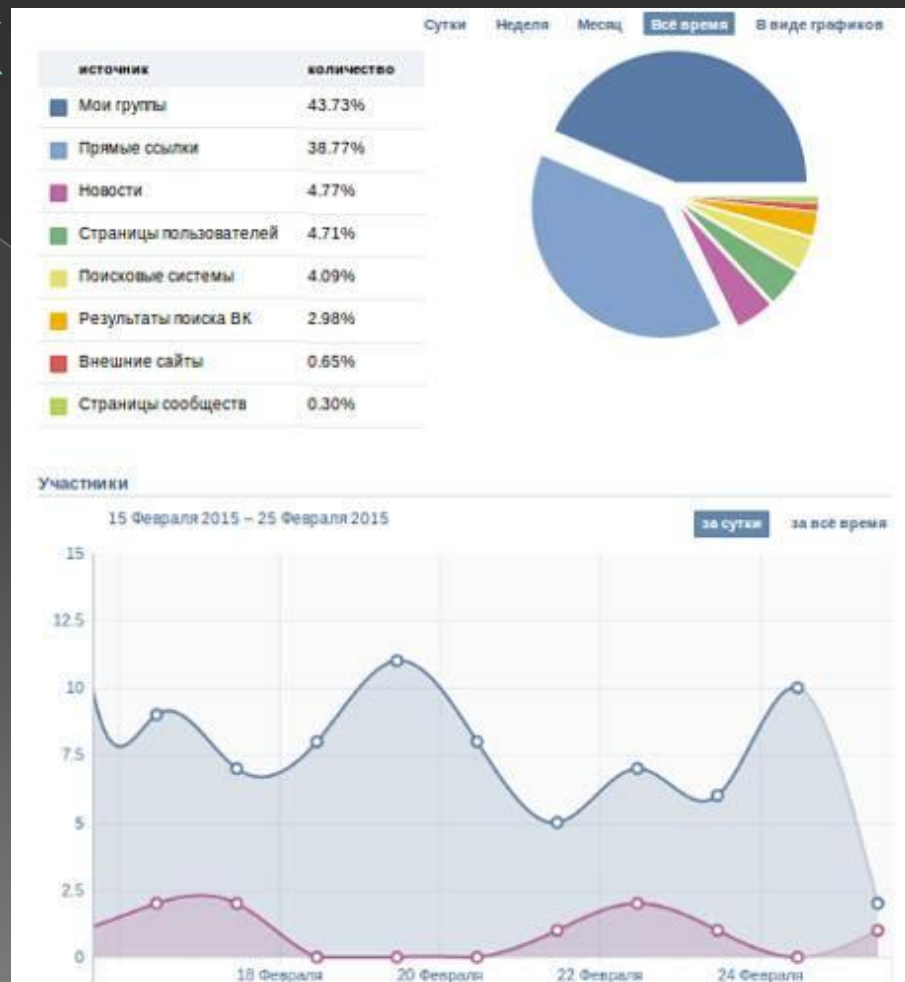 Сутки Неделя Месяц Всё время В виде графиков
источник количество
Мои группы 43.73%
Прямые ссылки 38.77%
Новости 4.77%
Страницы пользователей 4.71%
Поисковые системы 4.09%
Результаты поиска ВК 2.98%
Внешние сайты 0.65%
Страницы сообществ 0.30%
Участники
15 Февраля 2015 – 25 Февраля 2015 за сутки за всё время
15
12.5
10
7.5
5
2.5
0
18 Февраля 20 Февраля 22 Февраля 24 Февраля